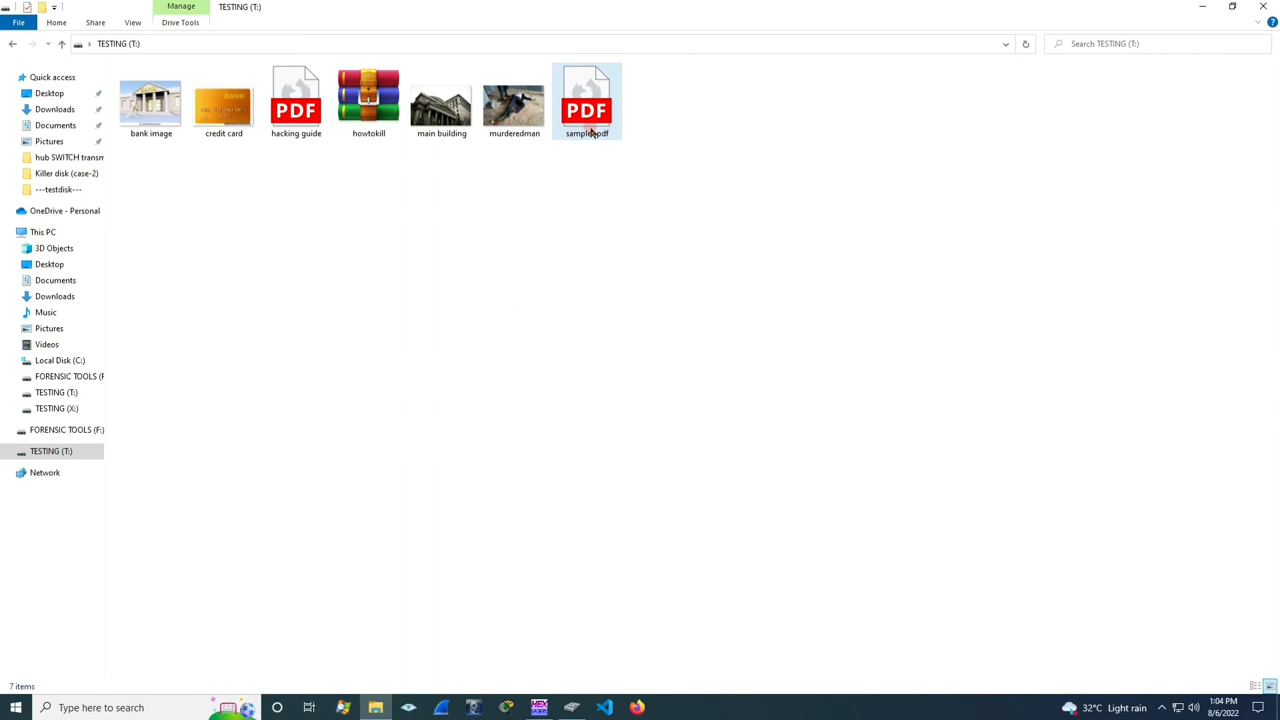 Manage
TESTING (T:)
File
Home
Share
View
Drive Tools
TESTING (T:)
Search TESTING (T:)
Quick access
Desktop
Downloads
Documents
Pictures
hub SWITCH transm
Killer disk (case-2)
---testdisk---
OneDrive - Personal
This PC
3D Objects
Desktop
Documents
Downloads
Music
Pictures
Videos
Local Disk (C:)
FORENSIC TOOLS (F
TESTING (T:)
TESTING (X:)
FORENSIC TOOLS (F:)
TESTING (T:)
Network
BANK
PDF
PDF
bank image
credit card
hacking guide
howtokill
main building
murderedman
7 items
Type here to search
HEX
32°C Light rain
1:04 PM
8/6/2022